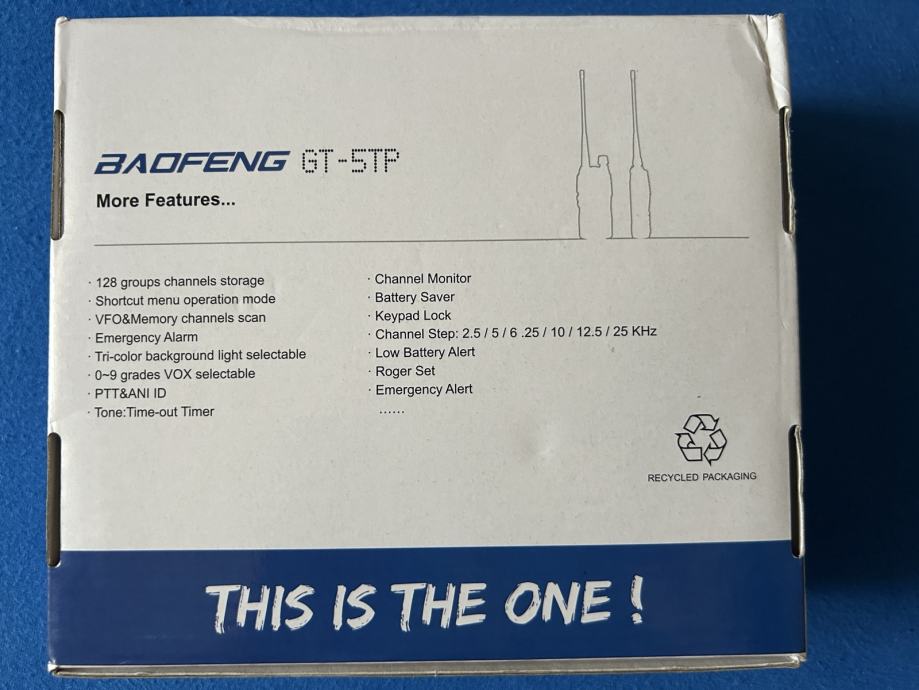 BAOFENG GT-5TP
More Features...
· 128 groups channels storage
· Shortcut menu operation mode
· VFO&Memory channels scan
· Emergency Alarm
· Tri-color background light selectable
· 0~9 grades VOX selectable
· PTT&ANI ID
· Tone:Time-out Timer
· Channel Monitor
· Battery Saver
· Keypad Lock
· Channel Step: 2.5 / 5 / 6 .25 / 10 / 12.5 / 25 KHz
· Low Battery Alert
· Roger Set
· Emergency Alert
......
RECYCLED PACKAGING
THIS IS THE ONE !